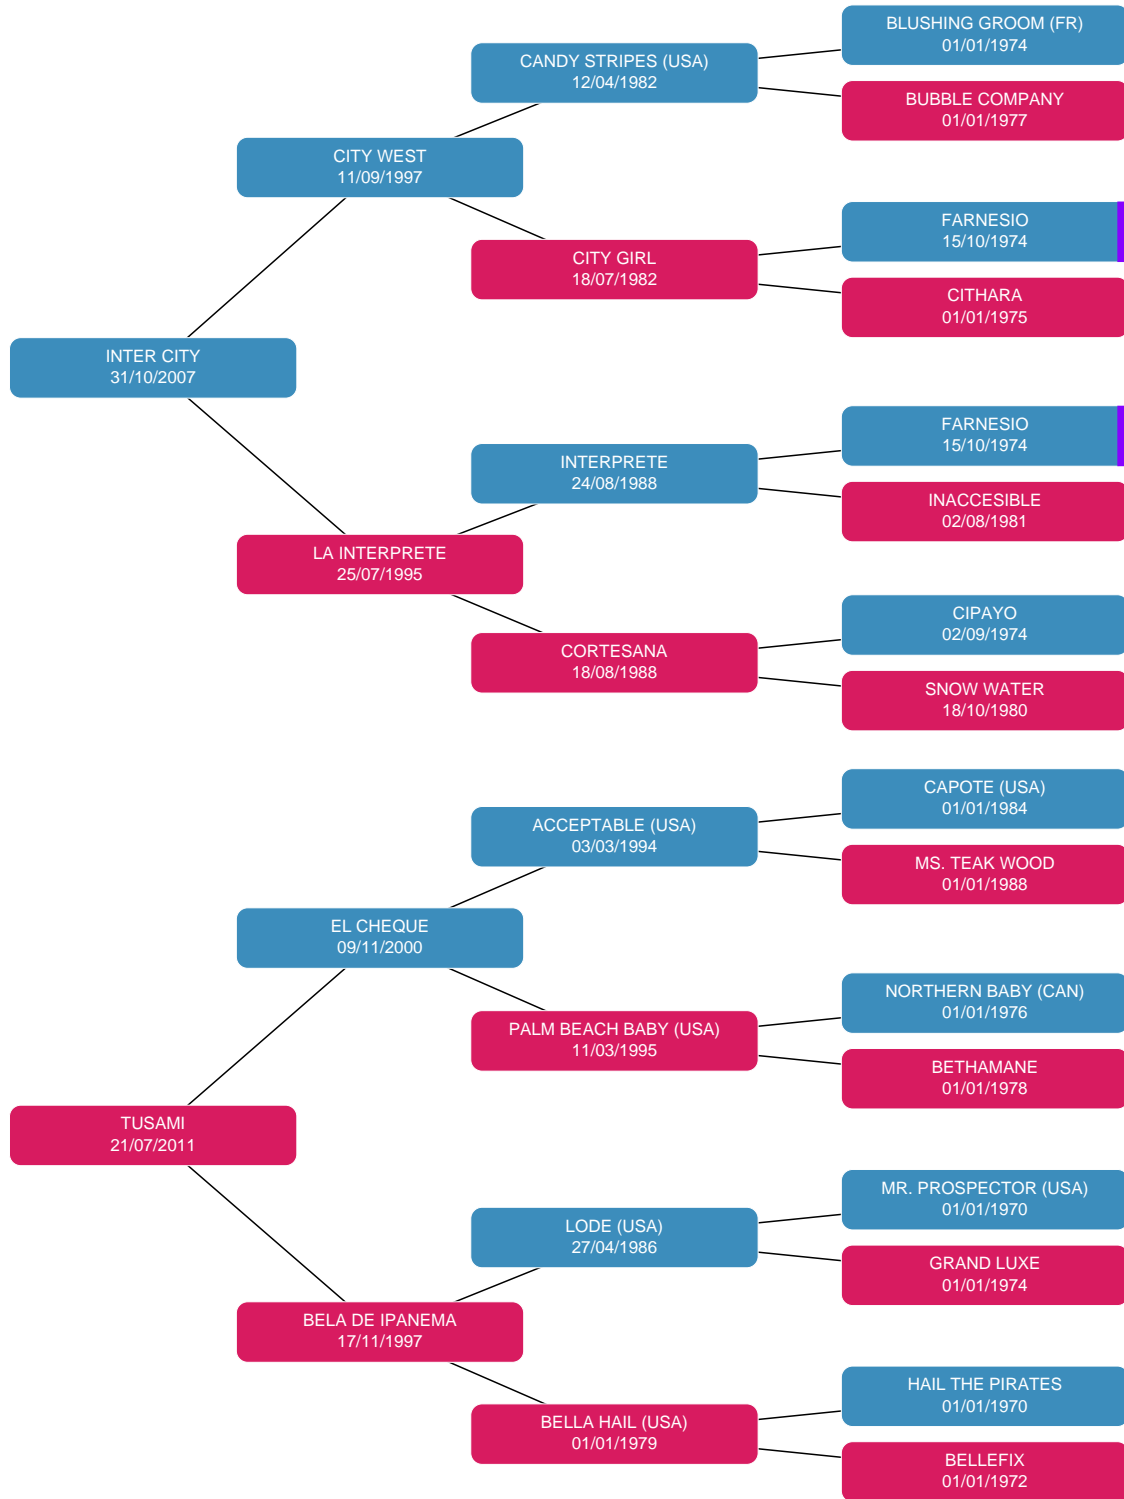 BLUSHING GROOM (FR)
01/01/1974
CANDY STRIPES (USA)
12/04/1982
BUBBLE COMPANY
01/01/1977
CITY WEST
11/09/1997
FARNESIO
15/10/1974
CITY GIRL
18/07/1982
CITHARA
01/01/1975
INTER CITY
31/10/2007
FARNESIO
15/10/1974
INTERPRETE
24/08/1988
INACCESIBLE
02/08/1981
LA INTERPRETE
25/07/1995
CIPAYO
02/09/1974
CORTESANA
18/08/1988
SNOW WATER
18/10/1980
CAPOTE (USA)
01/01/1984
ACCEPTABLE (USA)
03/03/1994
MS. TEAK WOOD
01/01/1988
EL CHEQUE
09/11/2000
NORTHERN BABY (CAN)
01/01/1976
PALM BEACH BABY (USA)
11/03/1995
BETHAMANE
01/01/1978
TUSAMI
21/07/2011
MR. PROSPECTOR (USA)
01/01/1970
LODE (USA)
27/04/1986
GRAND LUXE
01/01/1974
BELA DE IPANEMA
17/11/1997
HAIL THE PIRATES
01/01/1970
BELLA HAIL (USA)
01/01/1979
BELLEFIX
01/01/1972